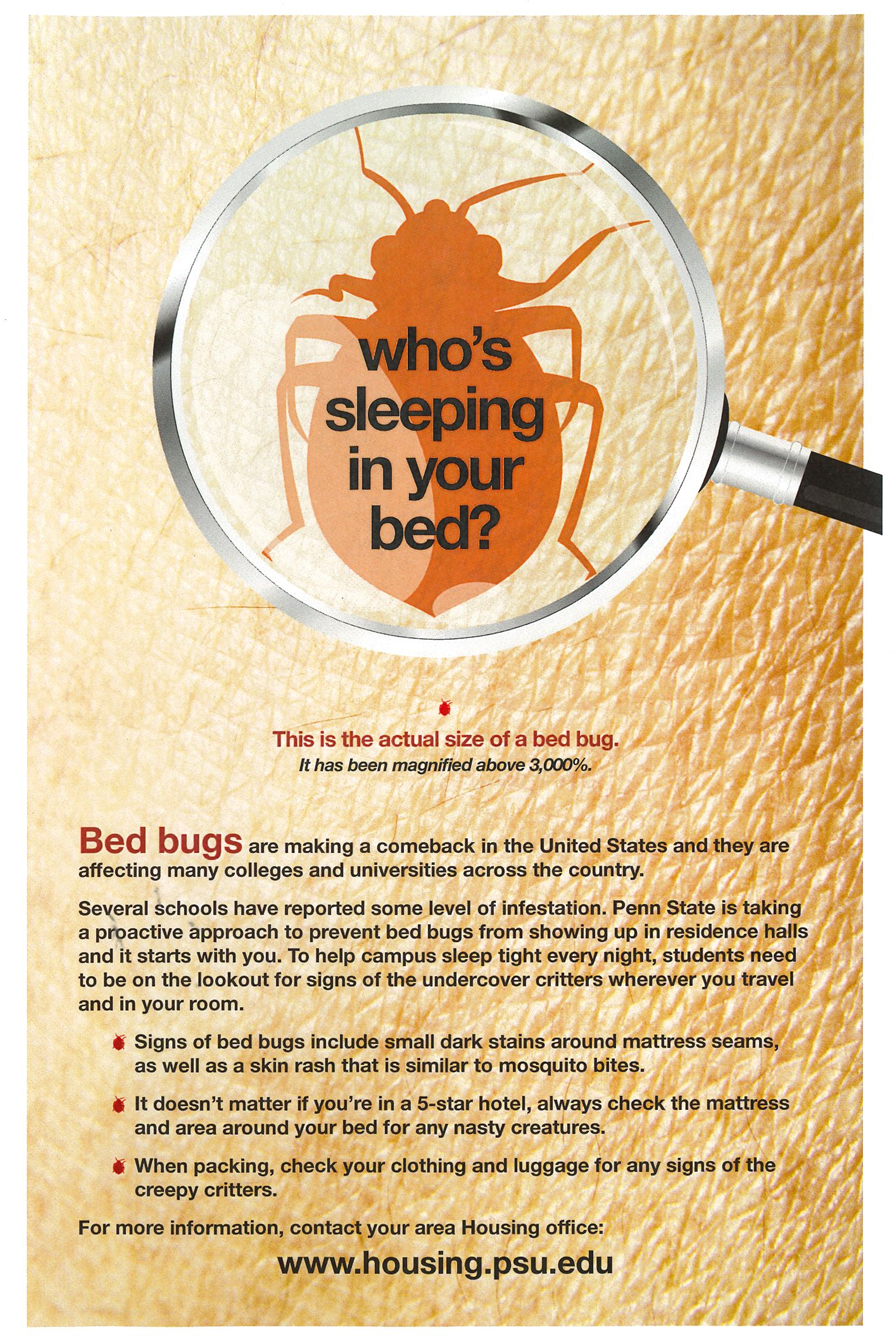 who's
sleeping
in your
bed?
This is the actual size of a bed bug.
It has been magnified above 3,000%.
Bed bugs are making a comeback in the United States and they are
affecting many colleges and universities across the country.
Several schools have reported some level of infestation. Penn State is taking
a proactive approach to prevent bed bugs from showing up in residence halls
and it starts with you. To help campus sleep tight every night, students need
to be on the lookout for signs of the undercover critters wherever you travel
and in your room.
Signs of bed bugs include small dark stains around mattress seams,
as well as a skin rash that is similar to mosquito bites.
It doesn't matter if you're in a 5-star hotel, always check the mattress
and area around your bed for any nasty creatures.
When packing, check your clothing and luggage for any signs of the
creepy critters.
For more information, contact your area Housing office:
www.housing.psu.edu